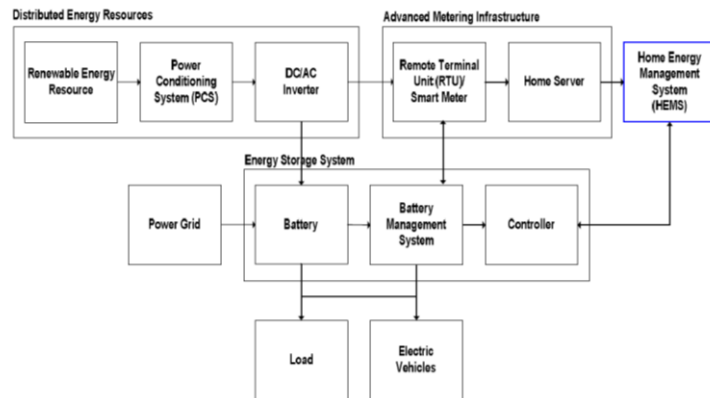 Distributed Energy Resources
Advanced Metering Infrastructure
Renewable Energy
Resource
Power
Conditioning
System (PCS)
DC/AC
Inverter
Remote Terminal
Unit (RTU)/
Smart Meter
Home Server
Home Energy
Management
System
(HEMS)
Energy Storage System
Power Grid
Battery
Battery
Management
System
Controller
Load
Electric
Vehicles